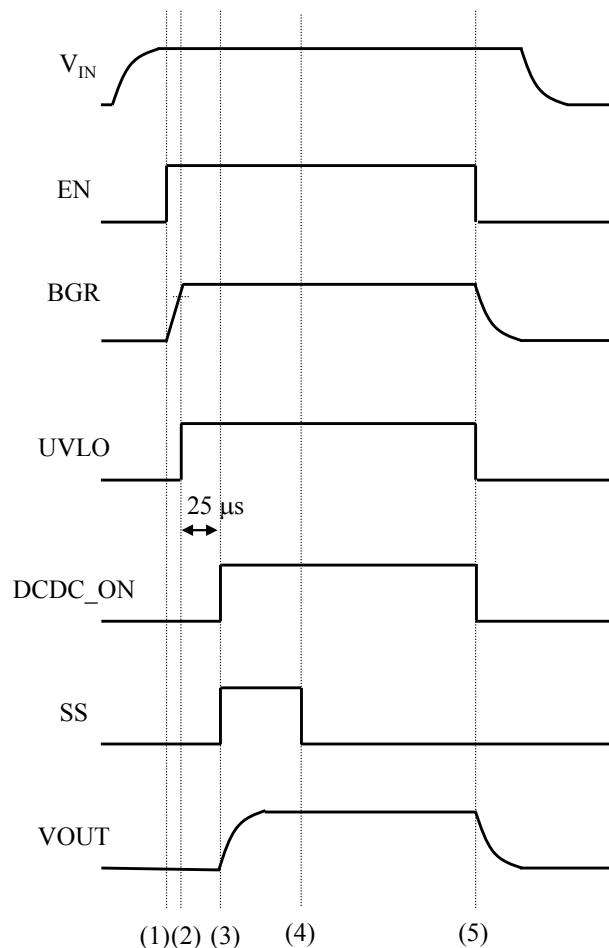 VIN
EN
BGR
UVLO
25 μs
DCDC_ON
SS
VOUT
(1) (2) (3) (4) (5)